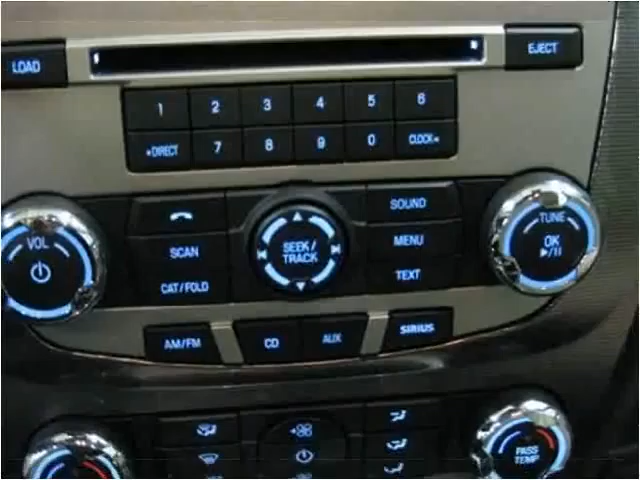 LOAD
EJECT
1 2 3 4 5 6
*DIRECT 7 8 9 0 CLOCK*
VOL
SOUND
TUNE
SCAN
SEEK/
TRACK
MENU
OK
CAT/FOLD
TEXT
AM/FM
CD
AUX
SIRIUS
PASS
TEMP